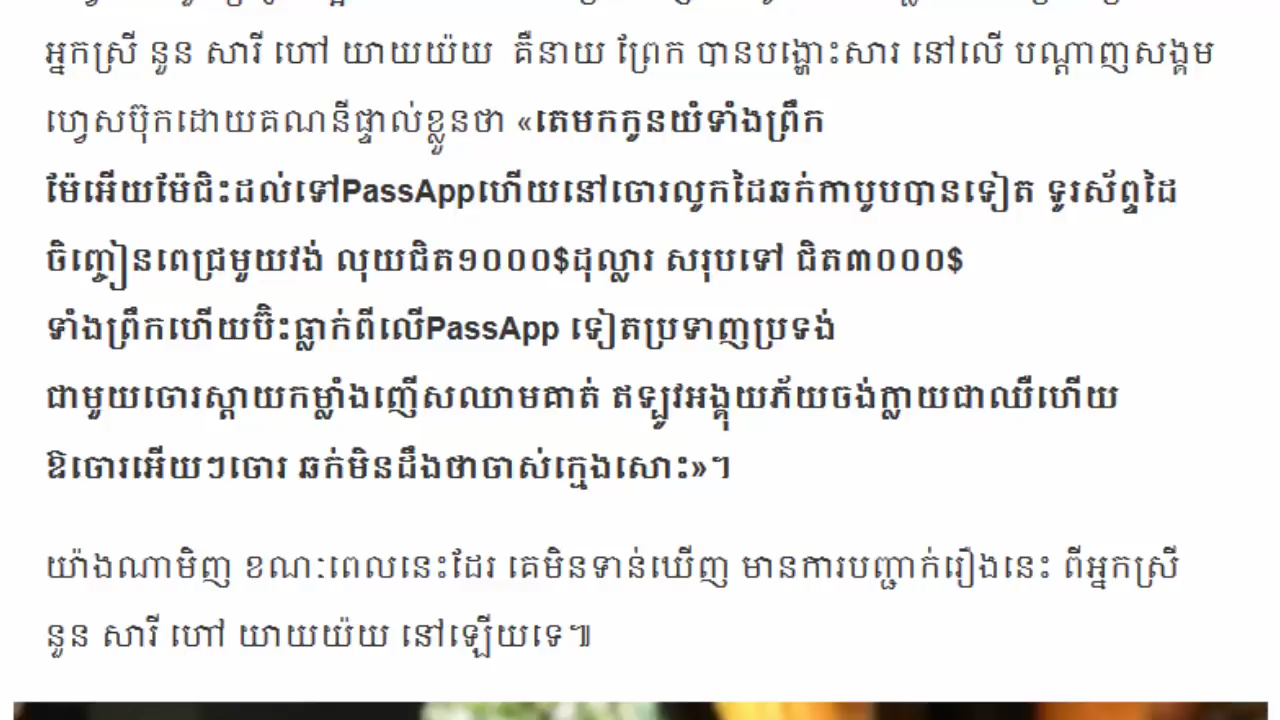 អ្នកស្រី នួន សារី ហៅ យាយយ៉យ គឺនាយ ព្រែក បានបង្ហោះសារ នៅលើ បណ្ដាញសង្គម
ហ្វេសប៊ុកដោយគណនីផ្ទាល់ខ្លួនថា «តេមកកូនយំទាំងព្រឹក
ម៉ែអើយម៉ែជិះដល់ទៅPassAppហើយនៅចោរលូកដៃឆក់កាបូបបានទៀត ទូរស័ព្ទដៃ
ចិញ្ចៀនពេជ្រមួយវង់ លុយជិត១០០០$ដុល្លារ សរុបទៅ ជិត៣០០០$
ទាំងព្រឹកហើយប៊ិះធ្លាក់ពីលើPassApp ទៀតប្រទាញប្រទង់
ជាមួយចោរស្ដាយកម្លាំងញើសឈាមគាត់ ឥឡូវអង្គុយភ័យចង់ក្លាយជាឈឺហើយ
ឱចោរអើយៗចោរ ឆក់មិនដឹងថាចាស់ក្មេងសោះ»។
យ៉ាងណាមិញ ខណៈពេលនេះដែរ គេមិនទាន់ឃើញ មានការបញ្ជាក់រឿងនេះ ពីអ្នកស្រី
នួន សារី ហៅ យាយយ៉យ នៅឡើយទេ៕